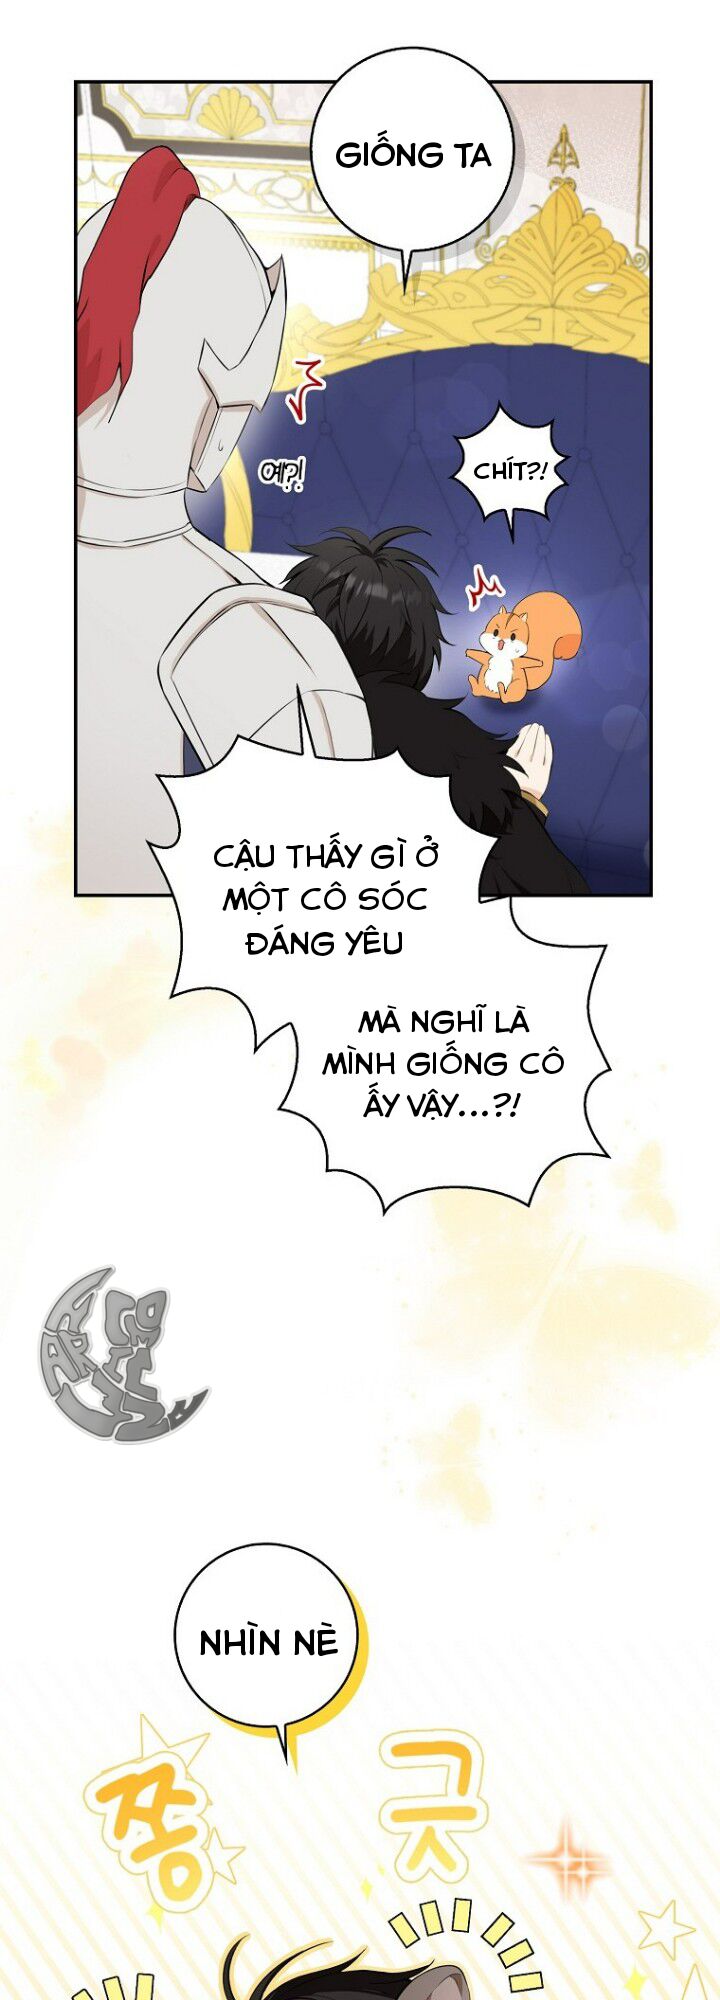 GIỐNG TA
예?!
CHÍT?!
CẬU THẤY GÌ Ở
MỘT CÔ SÓC
ĐÁNG YÊU
MÀ NGHĨ LÀ
MÌNH GIỐNG CÔ
ẤY VẬY...?!
NHÌN NÈ
쫑
긋